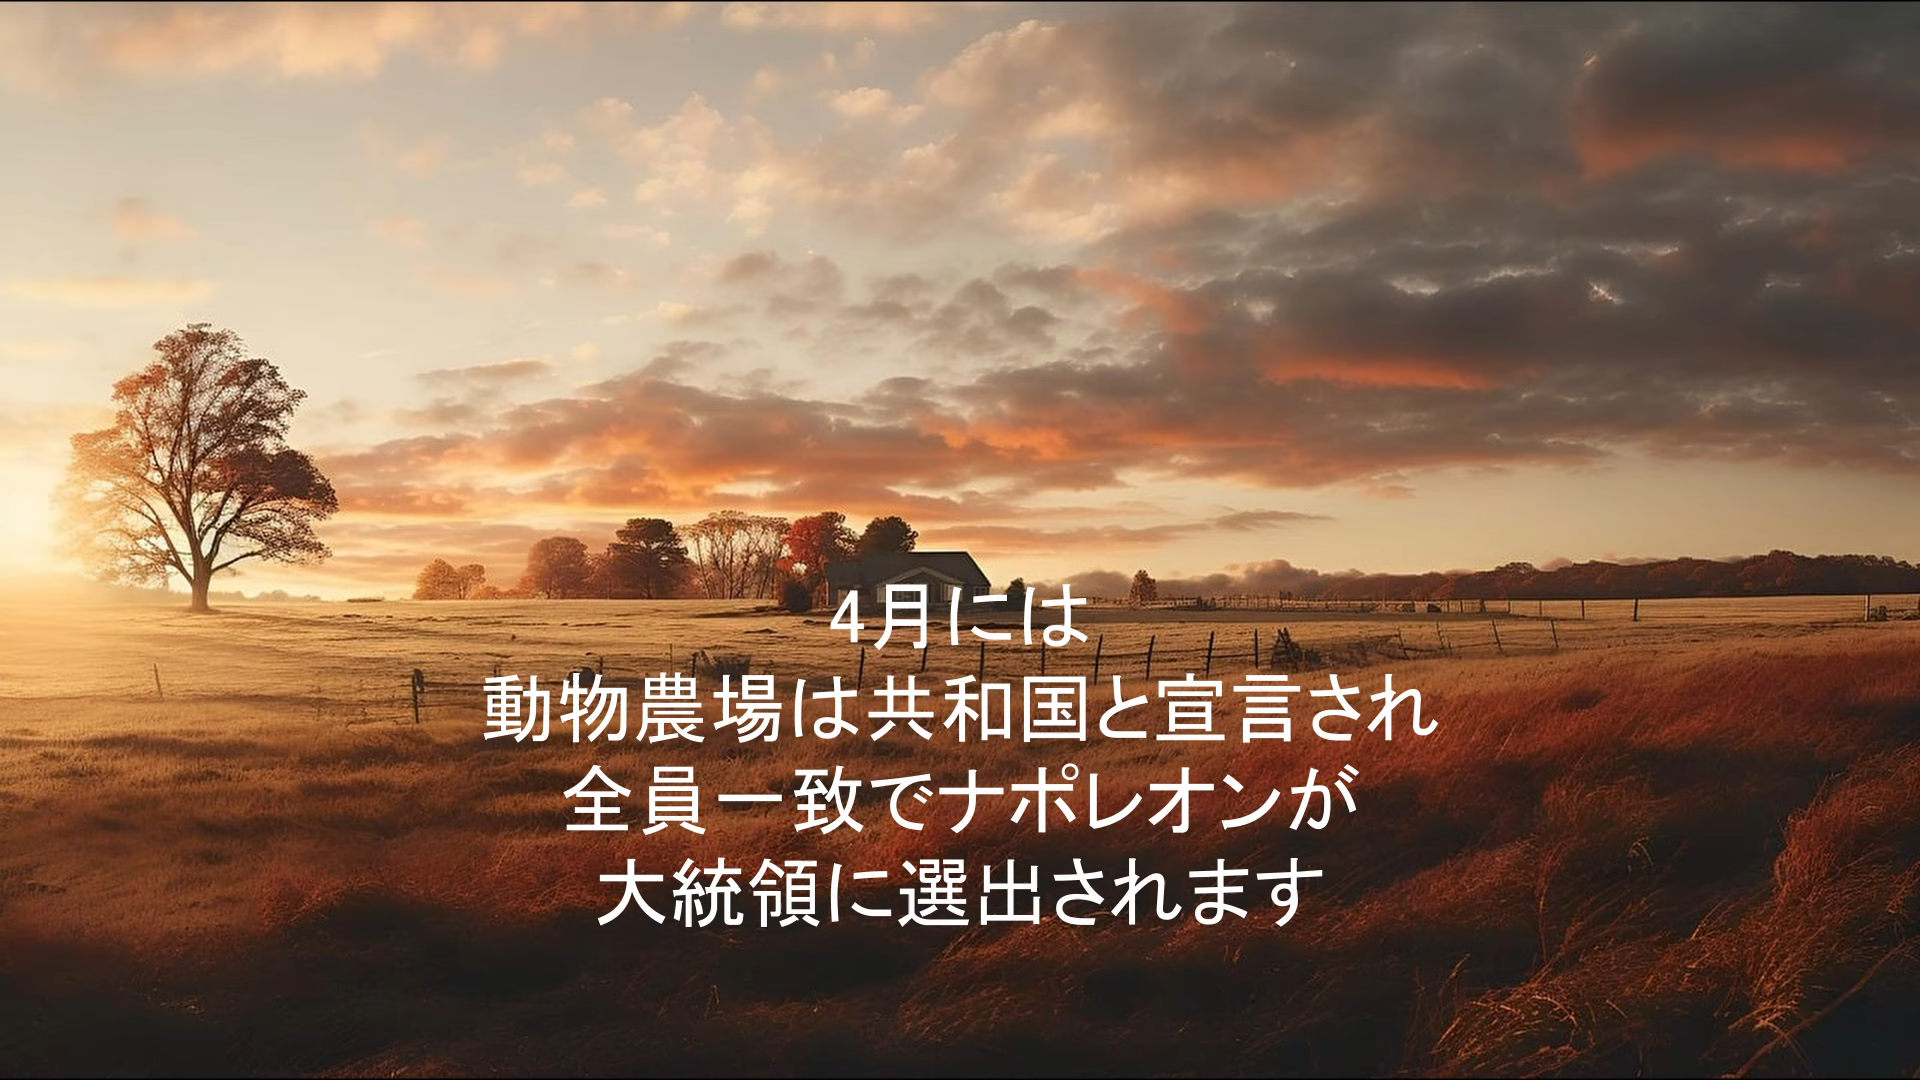 4月には
動物農場は共和国と宣言され
全員一致でナポレオンが
大統領に選出されます